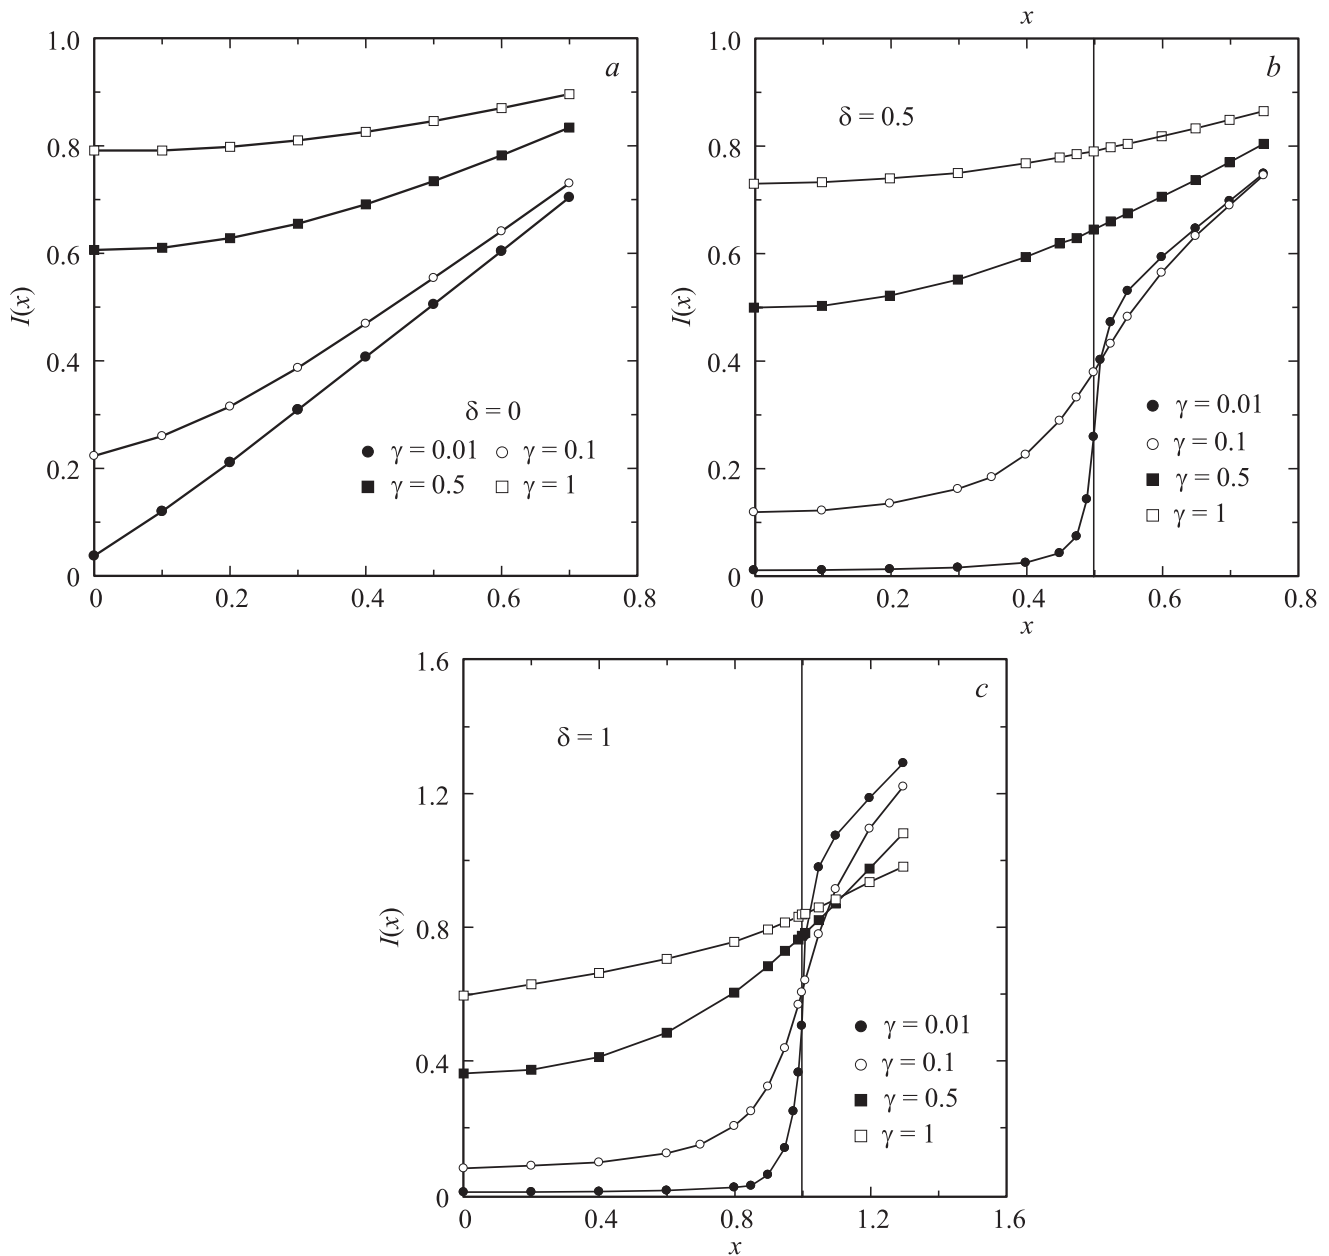 a
1.0
0.8
0.6
0.4
0.2
0
I(x)
δ = 0
γ = 0.01 γ = 0.1
γ = 0.5 γ = 1
0 0.2 0.4 0.6 0.8
x
b
1.0
0.8
0.6
0.4
0.2
0
I(x)
δ = 0.5
γ = 0.01
γ = 0.1
γ = 0.5
γ = 1
0 0.2 0.4 0.6 0.8
x
c
1.6
1.2
0.8
0.4
0
I(x)
δ = 1
γ = 0.01
γ = 0.1
γ = 0.5
γ = 1
0 0.4 0.8 1.2 1.6
x